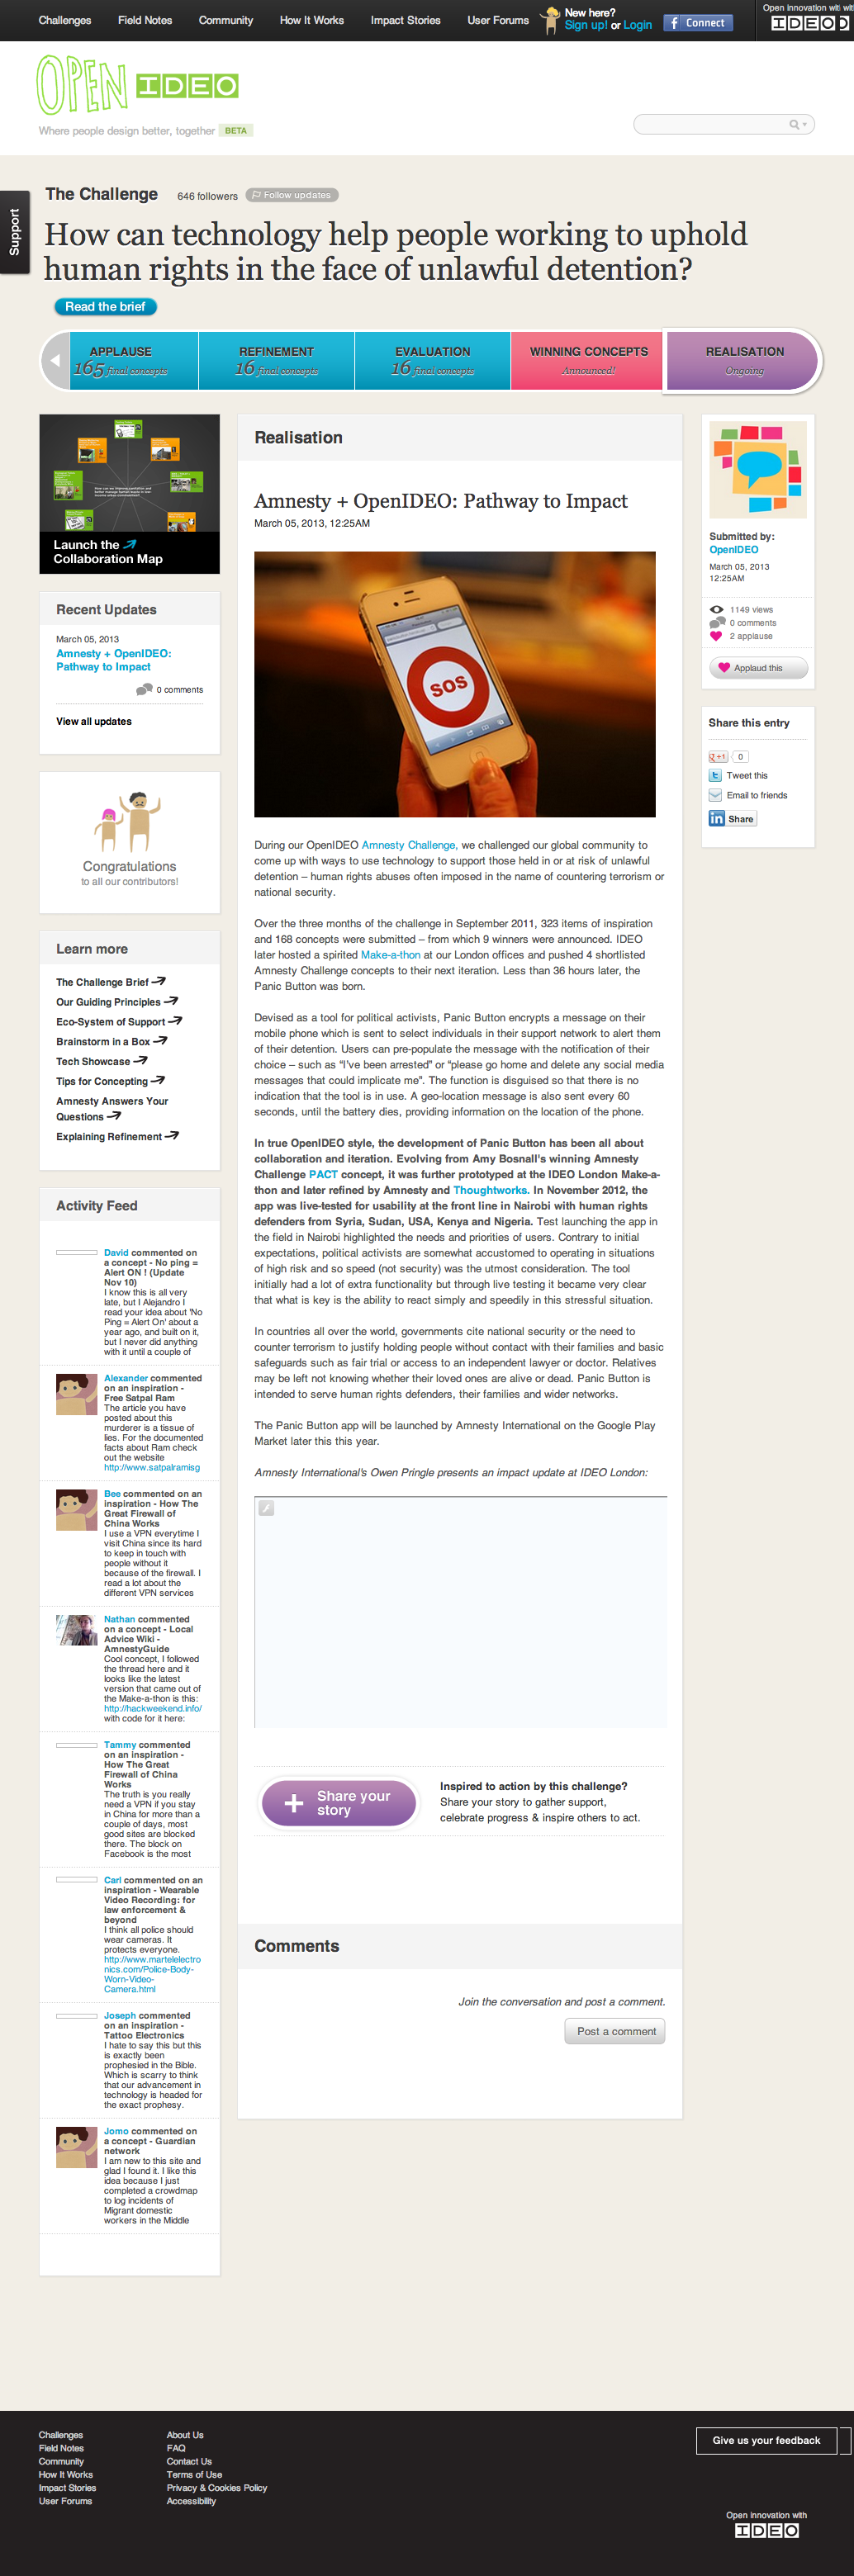 Challenges Field Notes Community How It Works Impact Stories User Forums
New here?
Sign up! or Login
Connect
Open innovation with
IDEO
OPEN IDEO
Where people design better, together BETA
Support
The Challenge 646 followers Follow updates
How can technology help people working to uphold
human rights in the face of unlawful detention?
Read the brief
APPLAUSE
165 final concepts
REFINEMENT
16 final concepts
EVALUATION
16 final concepts
WINNING CONCEPTS
Announced!
REALISATION
Ongoing
Launch the
Collaboration Map
Recent Updates
March 05, 2013
Amnesty + OpenIDEO:
Pathway to Impact
0 comments
View all updates
Congratulations
to all our contributors!
Learn more
The Challenge Brief
Our Guiding Principles
Eco-System of Support
Brainstorm in a Box
Tech Showcase
Tips for Concepting
Amnesty Answers Your
Questions
Explaining Refinement
Activity Feed
David commented on
a concept - No ping =
Alert ON ! (Update
Nov 10)
I know this is all very
late, but I Alejandro I
read your idea about 'No
Ping = Alert On' about a
year ago, and built on it,
but I never did anything
with it until a couple of
Alexander commented
on an inspiration -
Free Satpal Ram
The article you have
posted about this
murderer is a tissue of
lies. For the documented
facts about Ram check
out the website
http://www.satpalramisg
Bee commented on an
inspiration - How The
Great Firewall of
China Works
I use a VPN everytime I
visit China since its hard
to keep in touch with
people without it
because of the firewall. I
read a lot about the
different VPN services
Nathan commented
on a concept - Local
Advice Wiki -
AmnestyGuide
Cool concept, I followed
the thread here and it
looks like the latest
version that came out of
the Make-a-thon is this:
http://hackweekend.info/
with code for it here:
Tammy commented
on an inspiration -
How The Great
Firewall of China
Works
The truth is you really
need a VPN if you stay
in China for more than a
couple of days, most
good sites are blocked
there. The block on
Facebook is the most
Carl commented on an
inspiration - Wearable
Video Recording: for
law enforcement &
beyond
I think all police should
wear cameras. It
protects everyone.
http://www.martelelectro
nics.com/Police-Body-
Worn-Video-
Camera.html
Joseph commented
on an inspiration -
Tattoo Electronics
I hate to say this but this
is exactly been
prophesied in the Bible.
Which is scarry to think
that our advancement in
technology is headed for
the exact prophesy.
Jomo commented on
a concept - Guardian
network
I am new to this site and
glad I found it. I like this
idea because I just
completed a crowdmap
to log incidents of
Migrant domestic
workers in the Middle
Realisation
Amnesty + OpenIDEO: Pathway to Impact
March 05, 2013, 12:25AM
SOS
During our OpenIDEO Amnesty Challenge, we challenged our global community to
come up with ways to use technology to support those held in or at risk of unlawful
detention – human rights abuses often imposed in the name of countering terrorism or
national security.
Over the three months of the challenge in September 2011, 323 items of inspiration
and 168 concepts were submitted – from which 9 winners were announced. IDEO
later hosted a spirited Make-a-thon at our London offices and pushed 4 shortlisted
Amnesty Challenge concepts to their next iteration. Less than 36 hours later, the
Panic Button was born.
Devised as a tool for political activists, Panic Button encrypts a message on their
mobile phone which is sent to select individuals in their support network to alert them
of their detention. Users can pre-populate the message with the notification of their
choice – such as “I've been arrested” or “please go home and delete any social media
messages that could implicate me”. The function is disguised so that there is no
indication that the tool is in use. A geo-location message is also sent every 60
seconds, until the battery dies, providing information on the location of the phone.
In true OpenIDEO style, the development of Panic Button has been all about
collaboration and iteration. Evolving from Amy Bosnall's winning Amnesty
Challenge PACT concept, it was further prototyped at the IDEO London Make-a-
thon and later refined by Amnesty and Thoughtworks. In November 2012, the
app was live-tested for usability at the front line in Nairobi with human rights
defenders from Syria, Sudan, USA, Kenya and Nigeria. Test launching the app in
the field in Nairobi highlighted the needs and priorities of users. Contrary to initial
expectations, political activists are somewhat accustomed to operating in situations
of high risk and so speed (not security) was the utmost consideration. The tool
initially had a lot of extra functionality but through live testing it became very clear
that what is key is the ability to react simply and speedily in this stressful situation.
In countries all over the world, governments cite national security or the need to
counter terrorism to justify holding people without contact with their families and basic
safeguards such as fair trial or access to an independent lawyer or doctor. Relatives
may be left not knowing whether their loved ones are alive or dead. Panic Button is
intended to serve human rights defenders, their families and wider networks.
The Panic Button app will be launched by Amnesty International on the Google Play
Market later this this year.
Amnesty International's Owen Pringle presents an impact update at IDEO London:
Share your
story
Inspired to action by this challenge?
Share your story to gather support,
celebrate progress & inspire others to act.
Comments
Join the conversation and post a comment.
Post a comment
Submitted by:
OpenIDEO
March 05, 2013
12:25AM
1149 views
0 comments
2 applause
Applaud this
Share this entry
+1 0
Tweet this
Email to friends
in Share
Challenges
Field Notes
Community
How It Works
Impact Stories
User Forums
About Us
FAQ
Contact Us
Terms of Use
Privacy & Cookies Policy
Accessibility
Give us your feedback
Open innovation with
IDEO